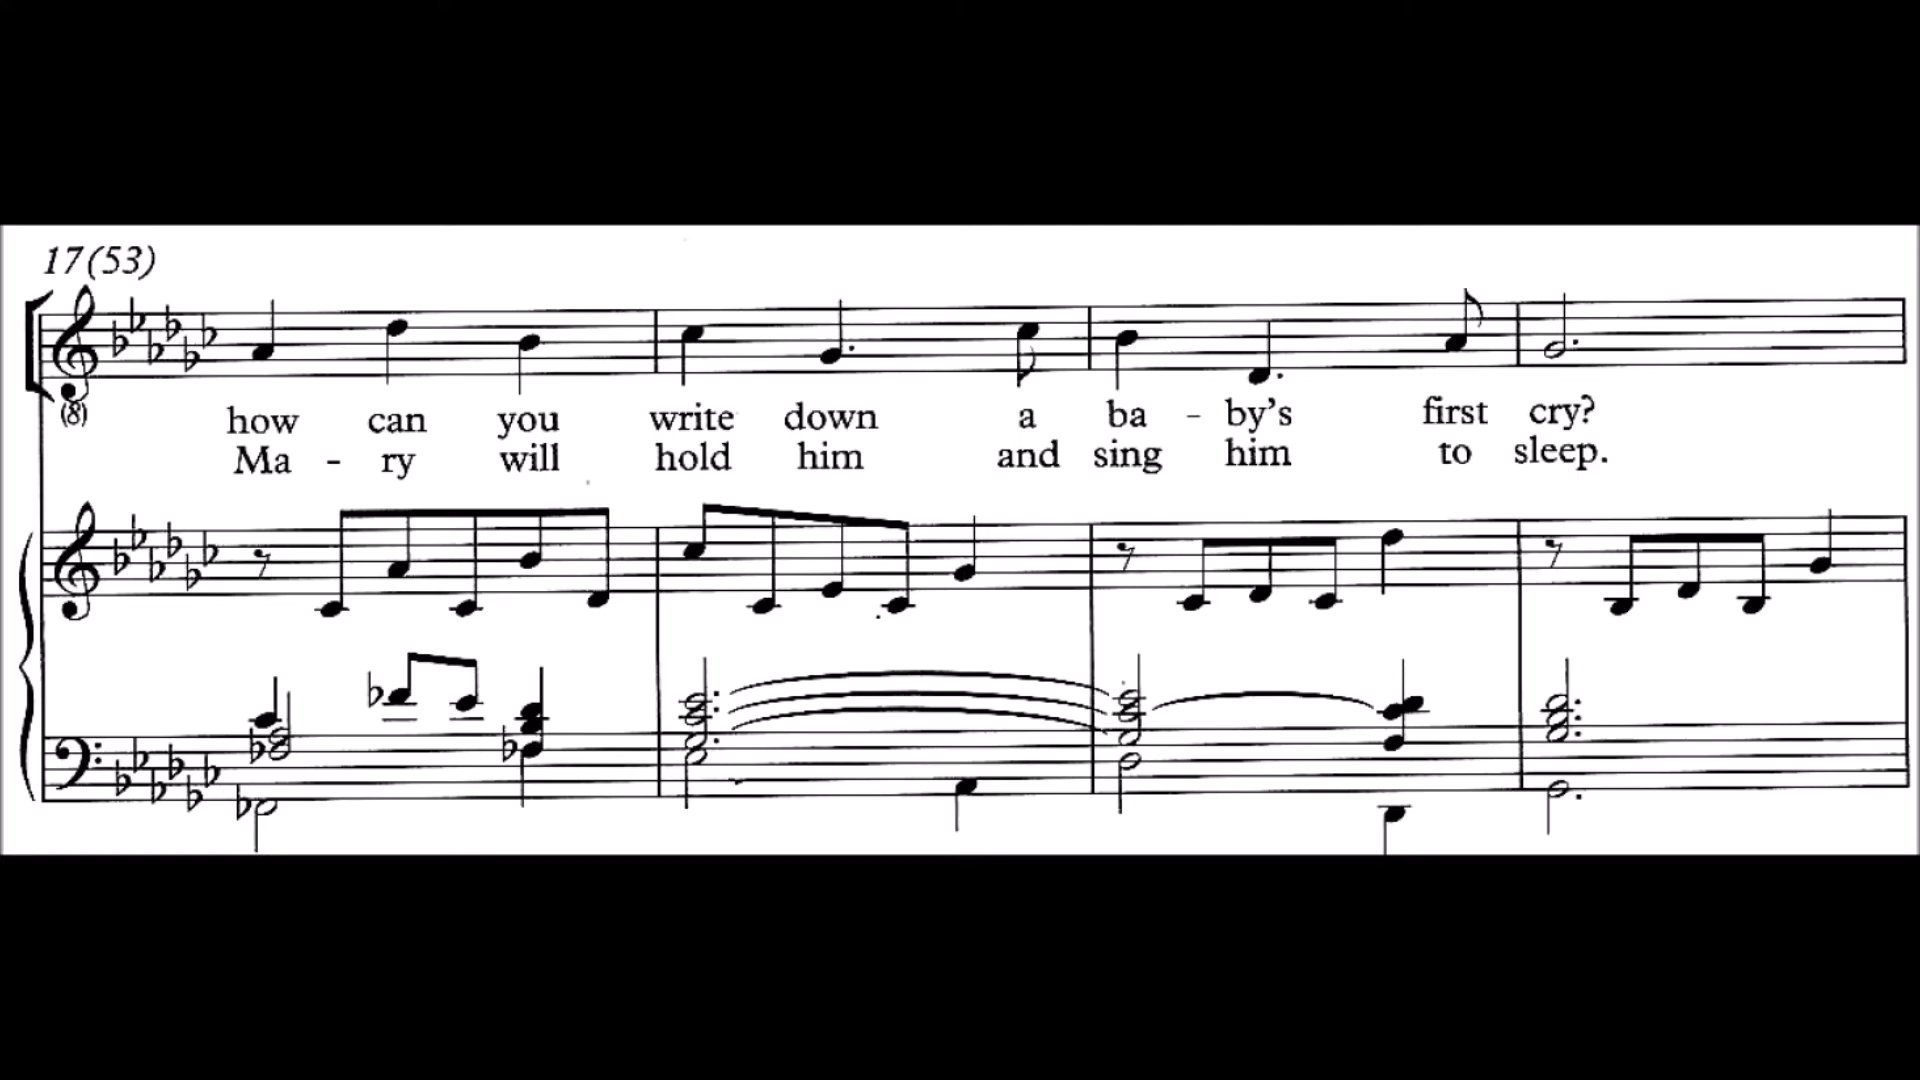 17(53)
(8)
how can you write down a ba - by's first cry?
Ma - ry will hold him and sing him to sleep.